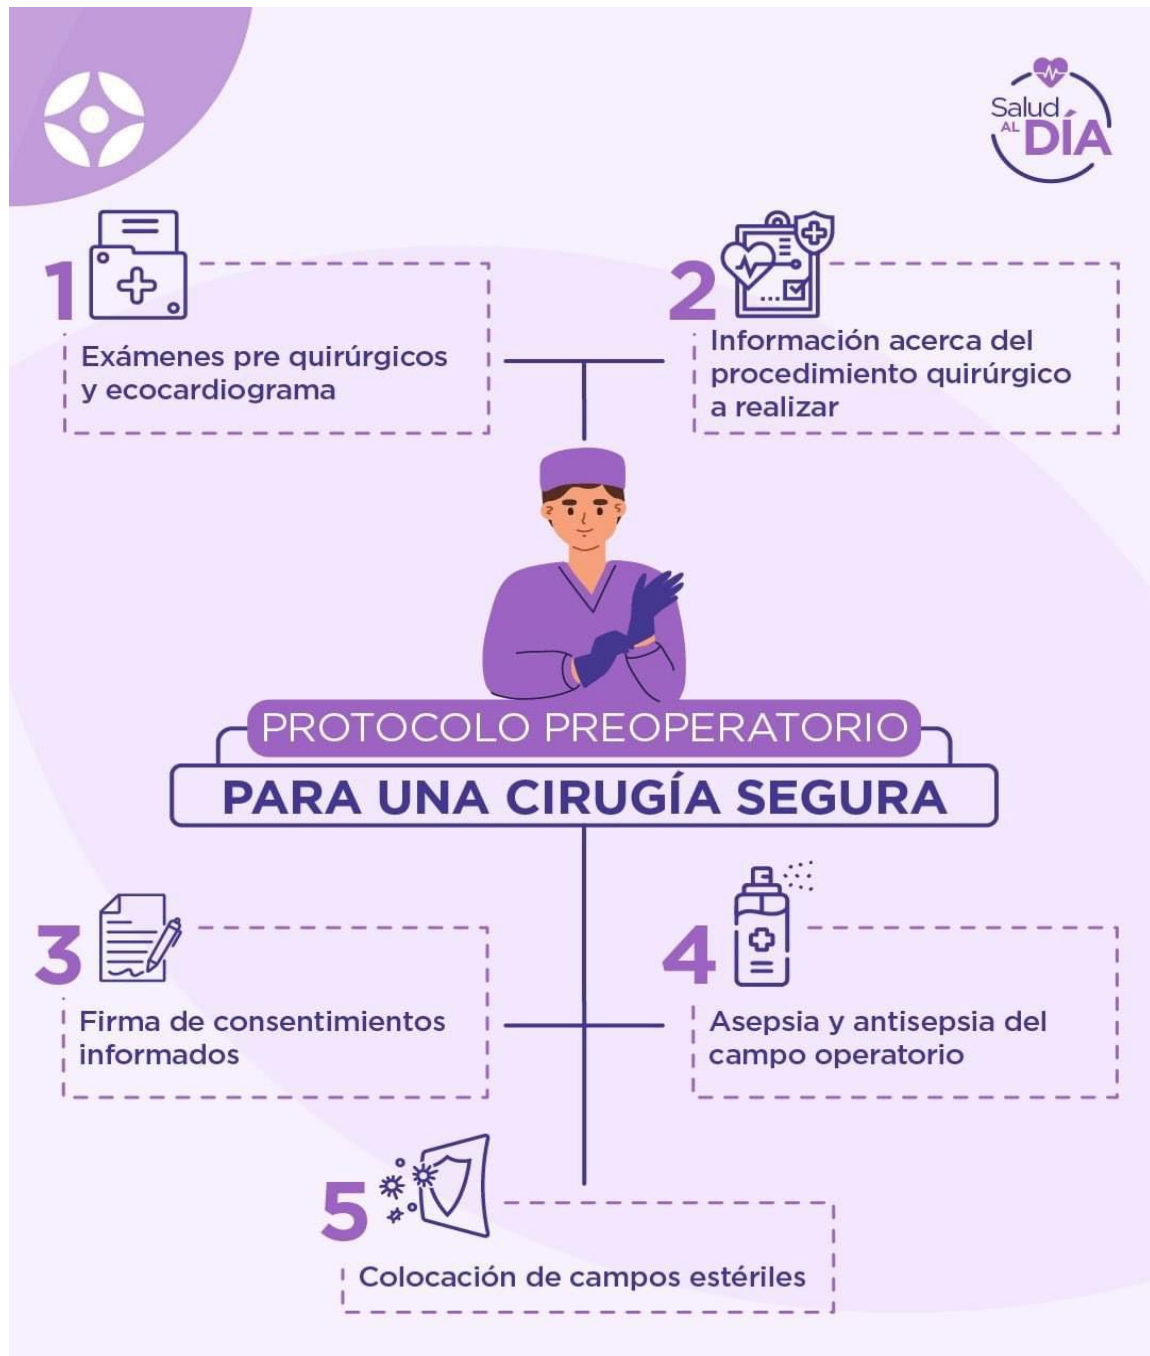 Salud
AL DÍA
1
Exámenes pre quirúrgicos
y ecocardiograma
2
Información acerca del
procedimiento quirúrgico
a realizar
PROTOCOLO PREOPERATORIO
PARA UNA CIRUGÍA SEGURA
3
Firma de consentimientos
informados
4
Asepsia y antisepsia del
campo operatorio
5
Colocación de campos estériles